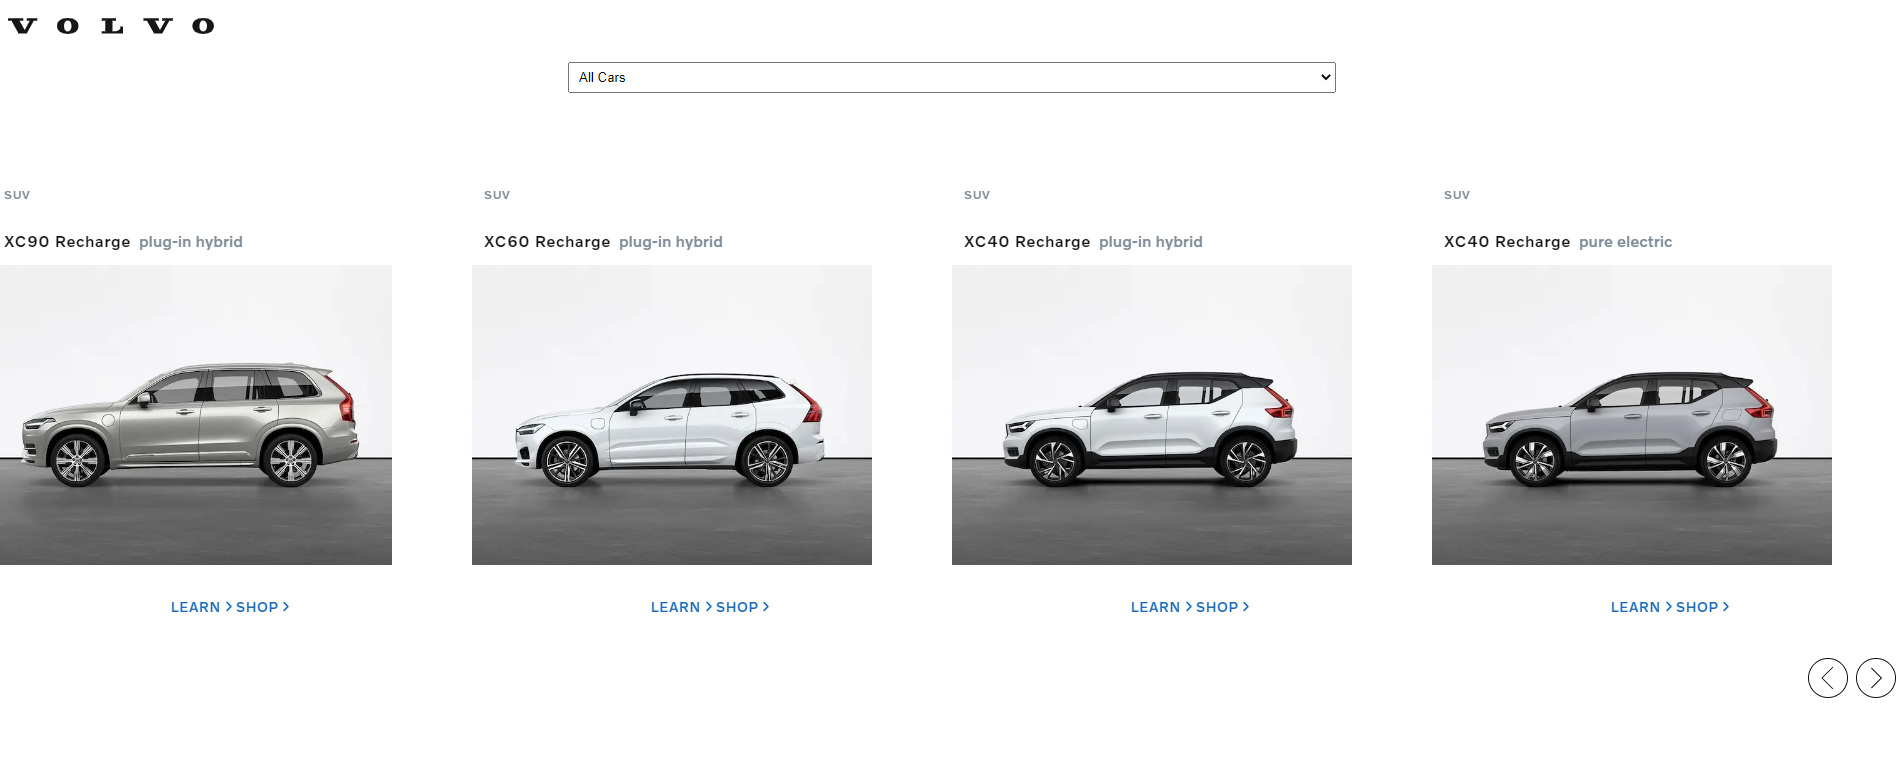 VOLVO
All Cars
SUV
XC90 Recharge plug-in hybrid
LEARN SHOP
SUV
XC60 Recharge plug-in hybrid
LEARN SHOP
SUV
XC40 Recharge plug-in hybrid
LEARN SHOP
SUV
XC40 Recharge pure electric
LEARN SHOP